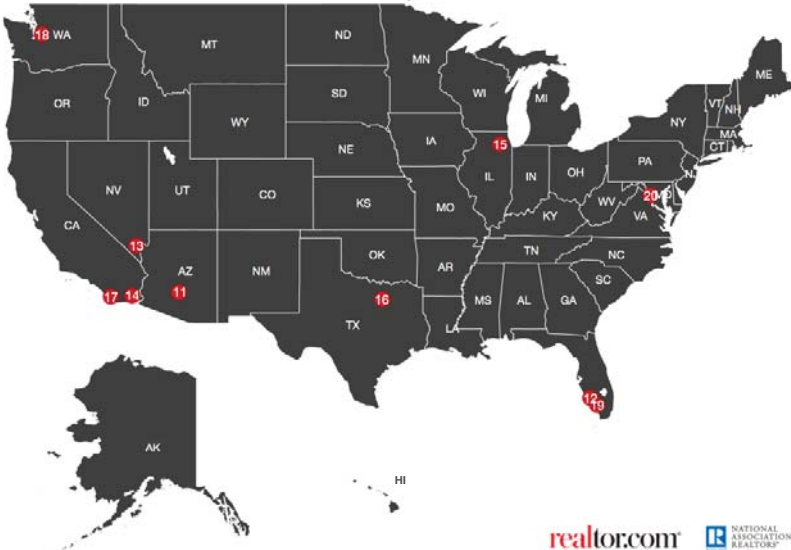 18
WA
MT
ND
MN
ME
OR
ID
SD
WI
MI
VT
NH
WY
NY
MA
CT
IA
NE
15
PA
NJ
NV
UT
CO
IL
IN
OH
20
MD
WV
VA
CA
KS
MO
KY
13
AZ
NM
OK
TN
NC
AR
SC
17
14
11
16
MS
AL
GA
TX
LA
12
19
AK
HI
realtor.com®
NATIONAL
ASSOCIATION
REALTORS®